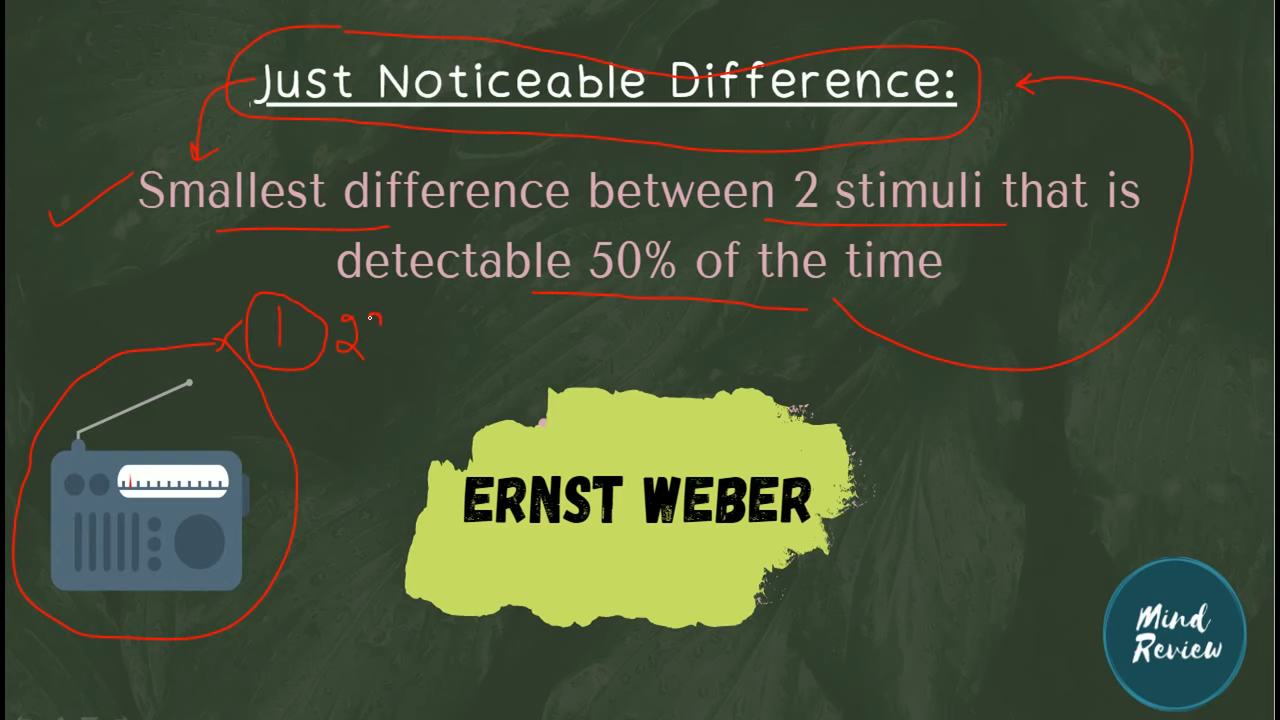 Just Noticeable Difference:
Smallest difference between 2 stimuli that is
detectable 50% of the time
1 2
ERNST WEBER
Mind
Review